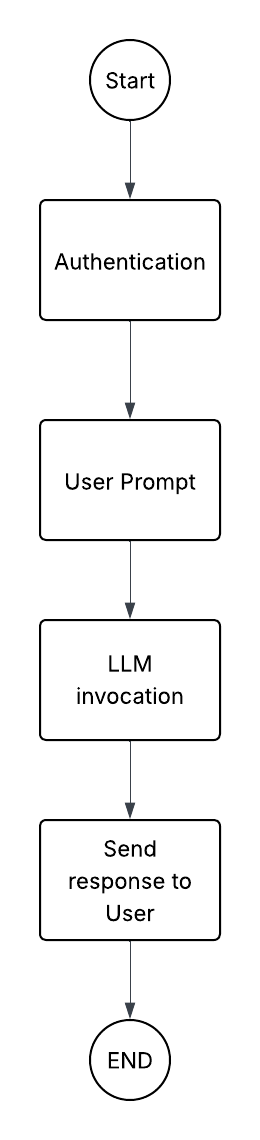 Start
Authentication
User Prompt
LLM
invocation
Send
response to
User
END